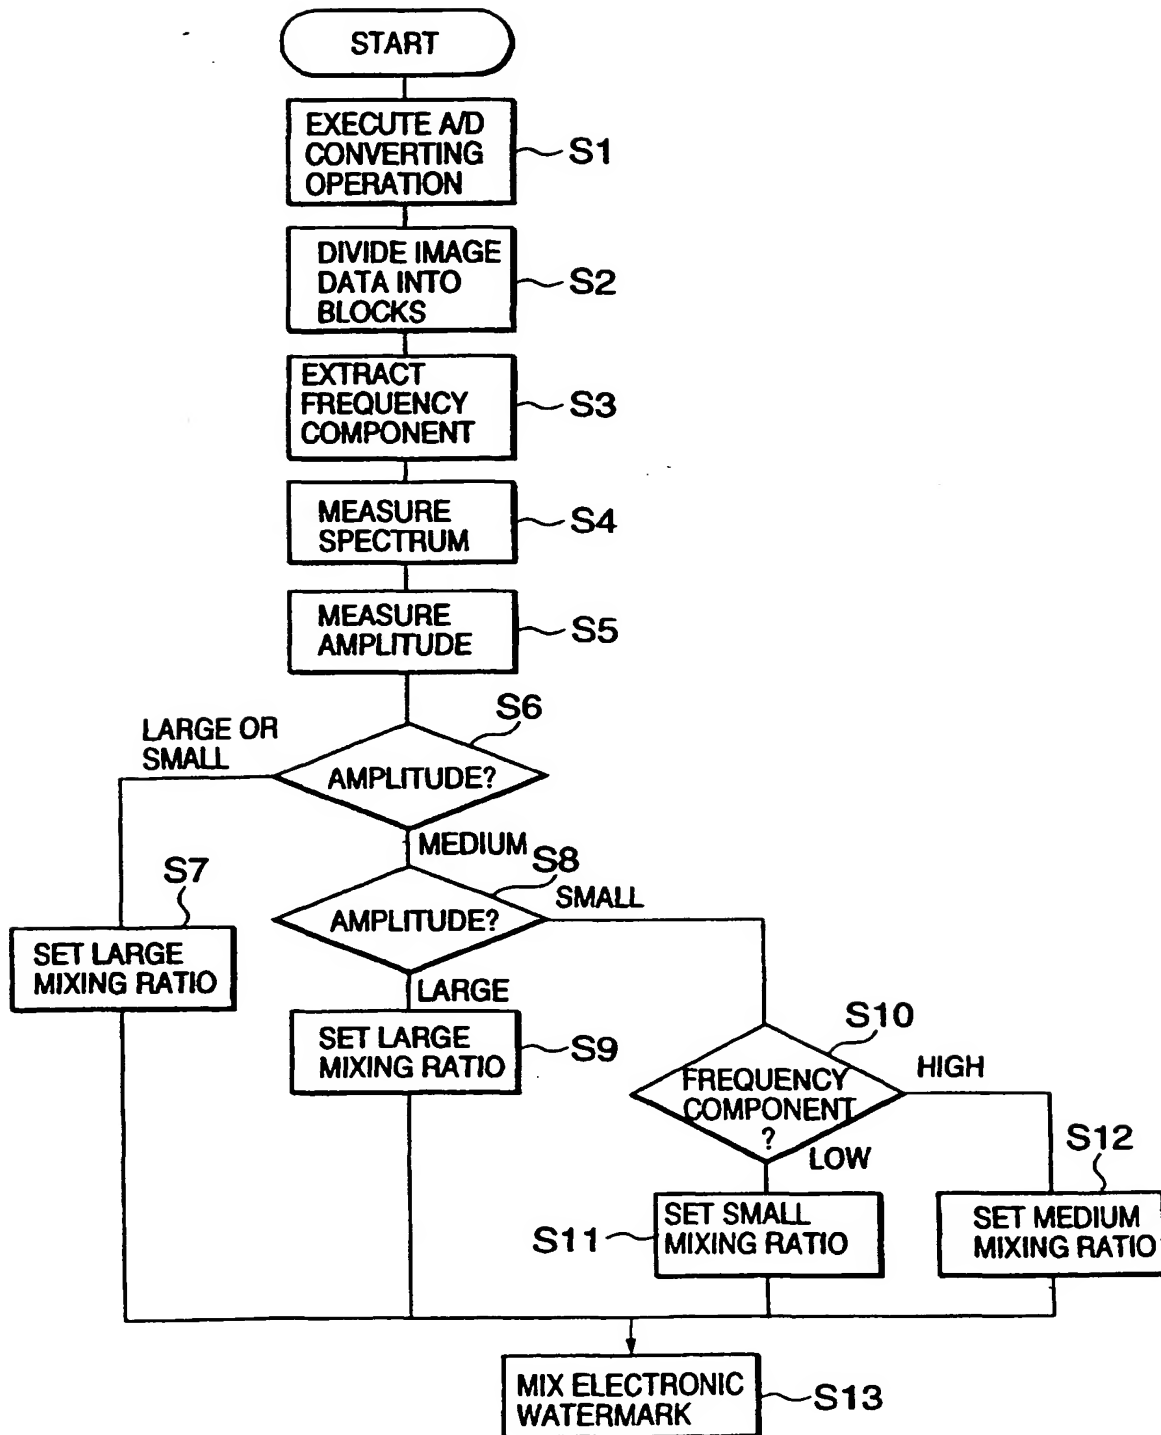 START
EXECUTE A/D
CONVERTING
OPERATION
S1
DIVIDE IMAGE
DATA INTO
BLOCKS
S2
EXTRACT
FREQUENCY
COMPONENT
S3
MEASURE
SPECTRUM
S4
MEASURE
AMPLITUDE
S5
S6
LARGE OR
SMALL
AMPLITUDE?
MEDIUM
S7
SET LARGE
MIXING RATIO
S8
SMALL
AMPLITUDE?
LARGE
SET LARGE
MIXING RATIO
S9
S10
FREQUENCY
COMPONENT
?
HIGH
LOW
S12
S11
SET SMALL
MIXING RATIO
SET MEDIUM
MIXING RATIO
MIX ELECTRONIC
WATERMARK
S13